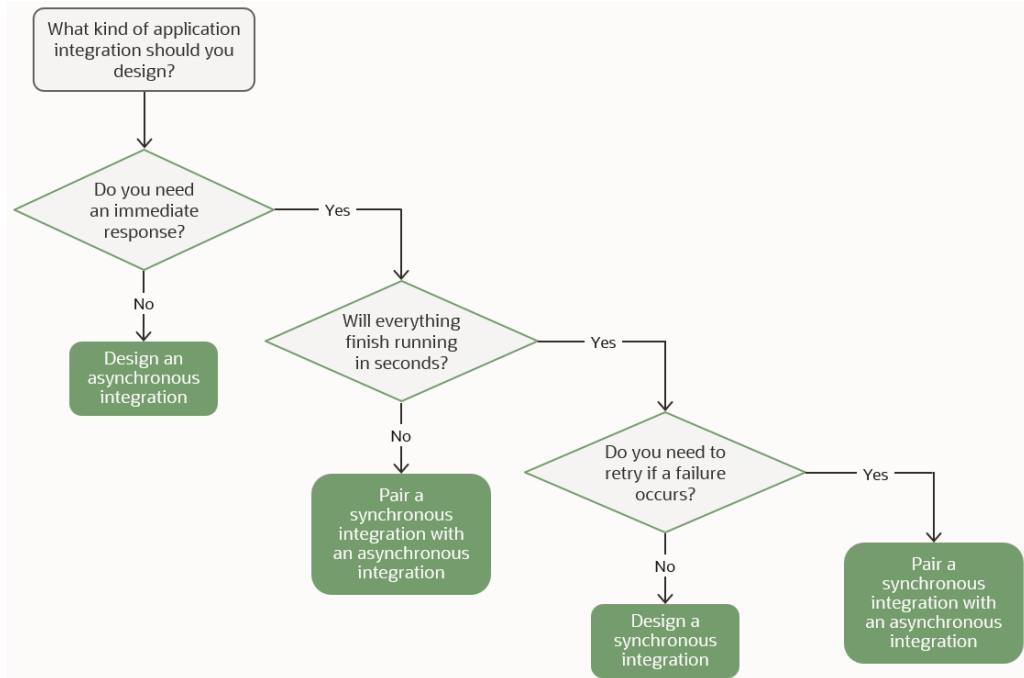 What kind of application
integration should you
design?
Do you need
an immediate
response?
Yes
No
Design an
asynchronous
integration
Will everything
finish running
in seconds?
Yes
No
Pair a
synchronous
integration with
an asynchronous
integration
Do you need to
retry if a failure
occurs?
Yes
No
Design a
synchronous
integration
Pair a
synchronous
integration with
an asynchronous
integration